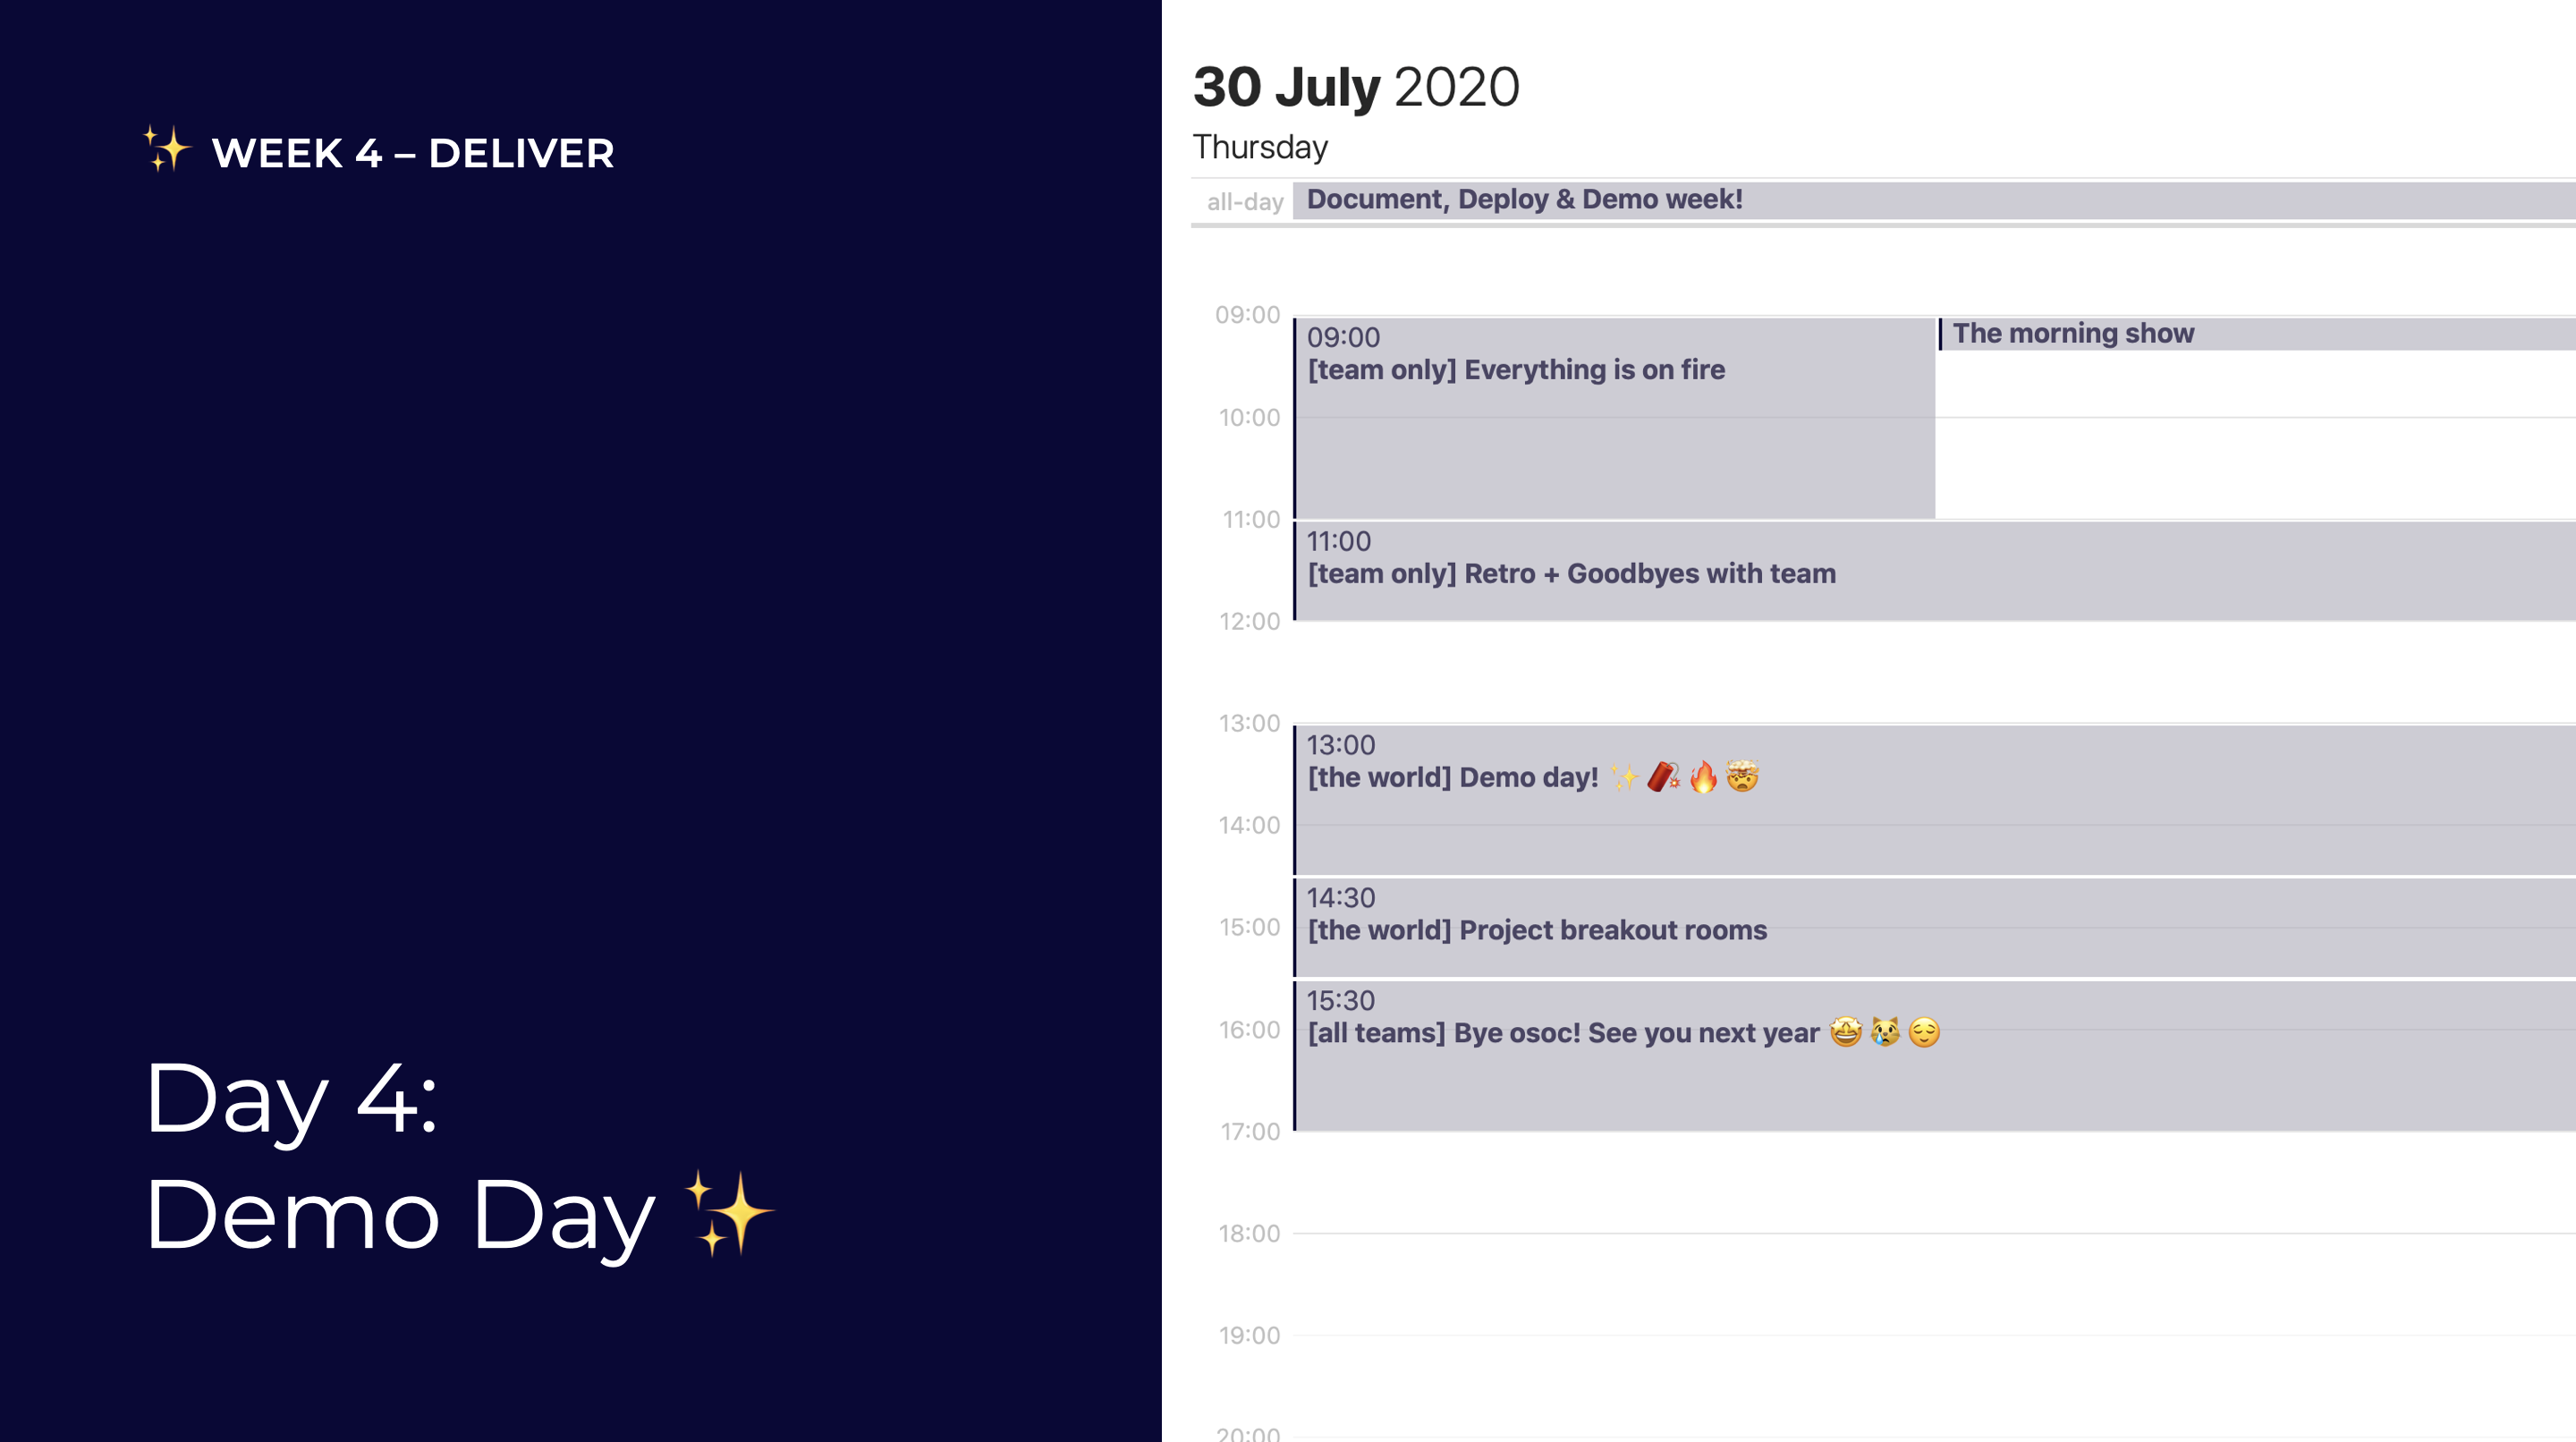 ✨ WEEK 4 – DELIVER
Day 4:
Demo Day ✨
30 July 2020
Thursday
all-day
Document, Deploy & Demo week!
09:00
09:00
[team only] Everything is on fire
The morning show
10:00
11:00
11:00
[team only] Retro + Goodbyes with team
12:00
13:00
13:00
[the world] Demo day! ✨🧨🔥🤯
14:00
14:30
[the world] Project breakout rooms
15:00
15:30
[all teams] Bye osoc! See you next year 🤩😿😌
16:00
17:00
18:00
19:00
20:00